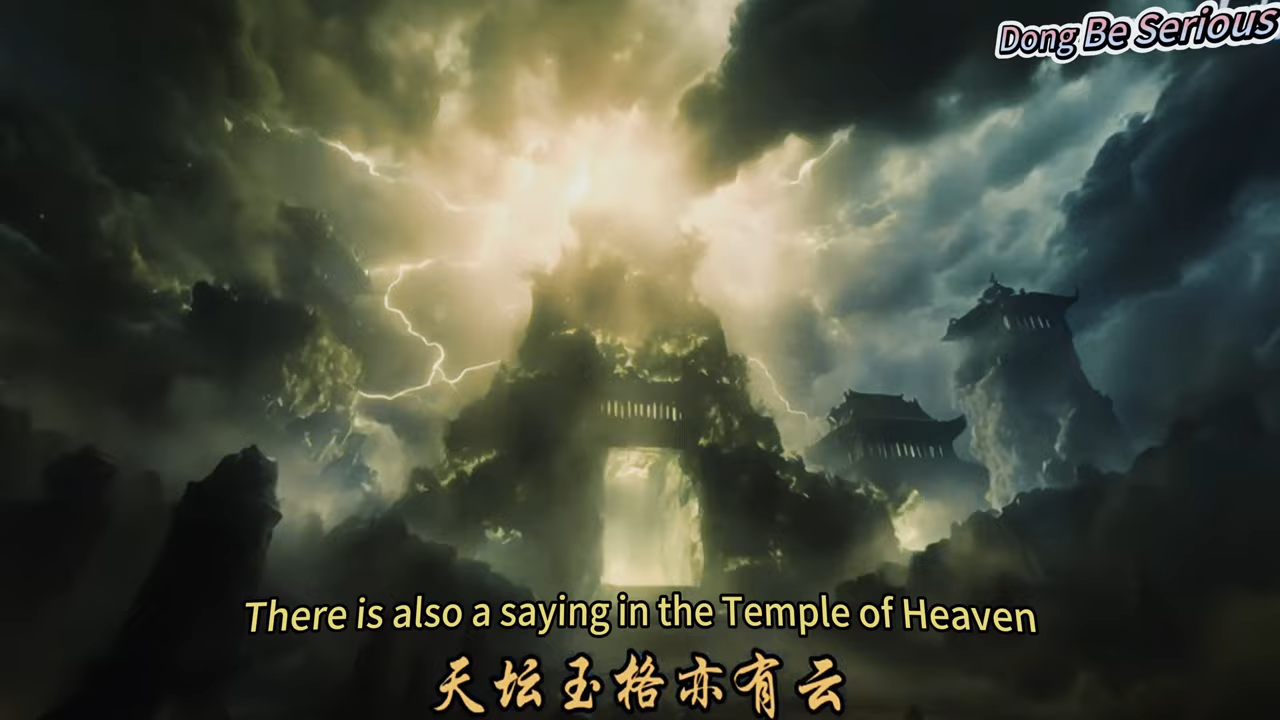 Dong Be Serious
There is also a saying in the Temple of Heaven
天坛玉格亦有云